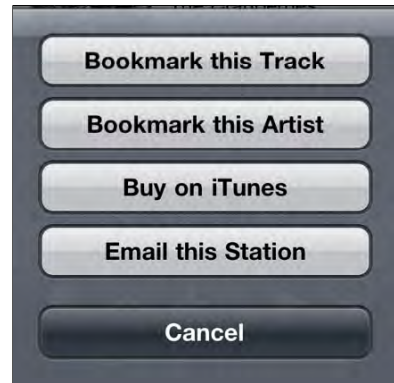 Bookmark this Track
Bookmark this Artist
Buy on iTunes
Email this Station
Cancel